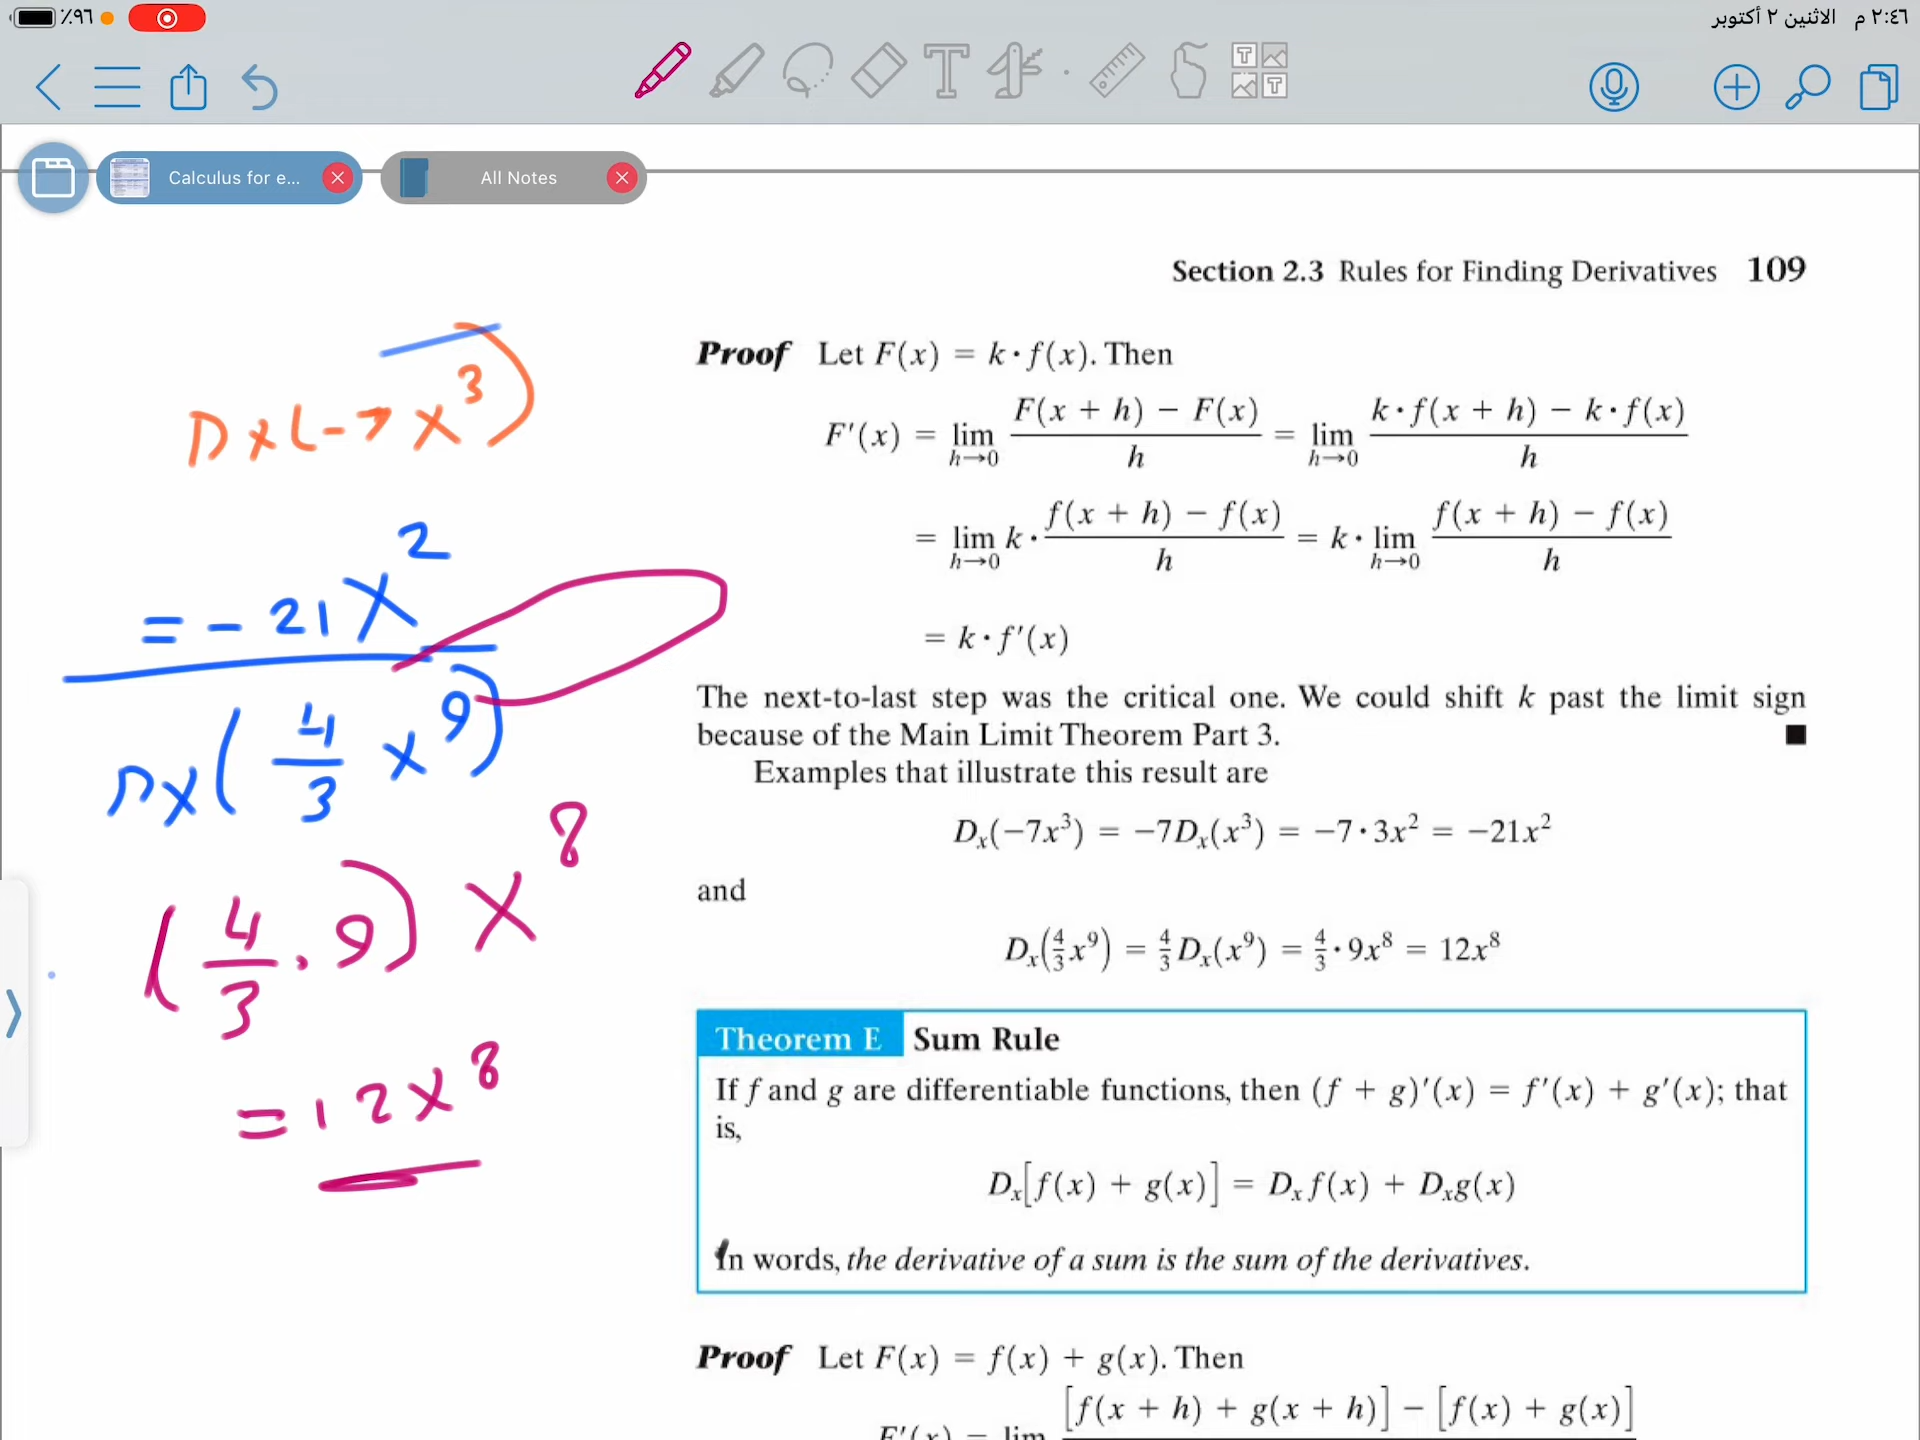 ٪٩٦
٢:٤٦ م الاثنين ٢ أكتوبر
Calculus for e...
All Notes
Section 2.3 Rules for Finding Derivatives 109
Dx(-7x³)
= -21x²
Dx(4/3 x⁹)
(4/3 . 9) x⁸
= 12x⁸
Proof Let F(x) = k · f(x). Then
F′(x) = lim h→0 F(x + h) − F(x) / h = lim h→0 k · f(x + h) − k · f(x) / h
= lim h→0 k · f(x + h) − f(x) / h = k · lim h→0 f(x + h) − f(x) / h
= k · f′(x)
The next-to-last step was the critical one. We could shift k past the limit sign
because of the Main Limit Theorem Part 3. ■
Examples that illustrate this result are
Dₓ(−7x³) = −7Dₓ(x³) = −7 · 3x² = −21x²
and
Dₓ(4/3 x⁹) = 4/3 Dₓ(x⁹) = 4/3 · 9x⁸ = 12x⁸
Theorem E Sum Rule
If f and g are differentiable functions, then (f + g)′(x) = f′(x) + g′(x); that
is,
Dₓ[f(x) + g(x)] = Dₓ f(x) + Dₓg(x)
In words, the derivative of a sum is the sum of the derivatives.
Proof Let F(x) = f(x) + g(x). Then
F′(x) = lim [f(x + h) + g(x + h)] − [f(x) + g(x)]